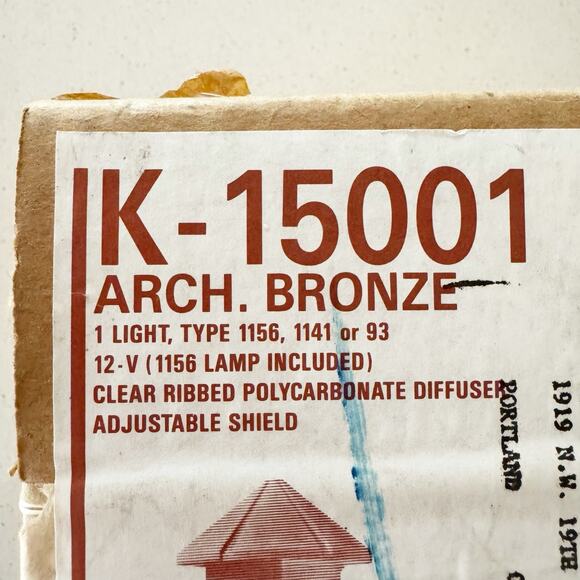 K-15001
ARCH. BRONZE
1 LIGHT, TYPE 1156, 1141 or 93
12-V (1156 LAMP INCLUDED)
CLEAR RIBBED POLYCARBONATE DIFFUSER
ADJUSTABLE SHIELD
1919 N.W. 19TH
PORTLAND